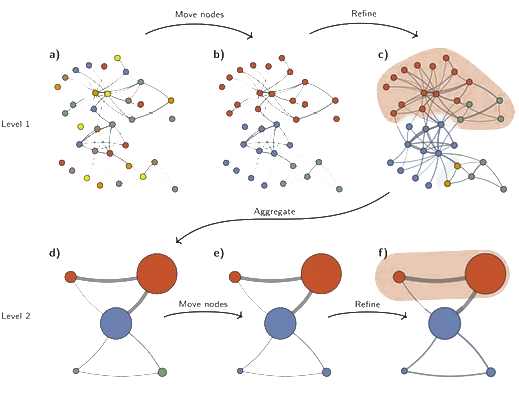 Move nodes
Refine
a)
b)
c)
Level 1
Aggregate
d)
e)
f)
Move nodes
Refine
Level 2